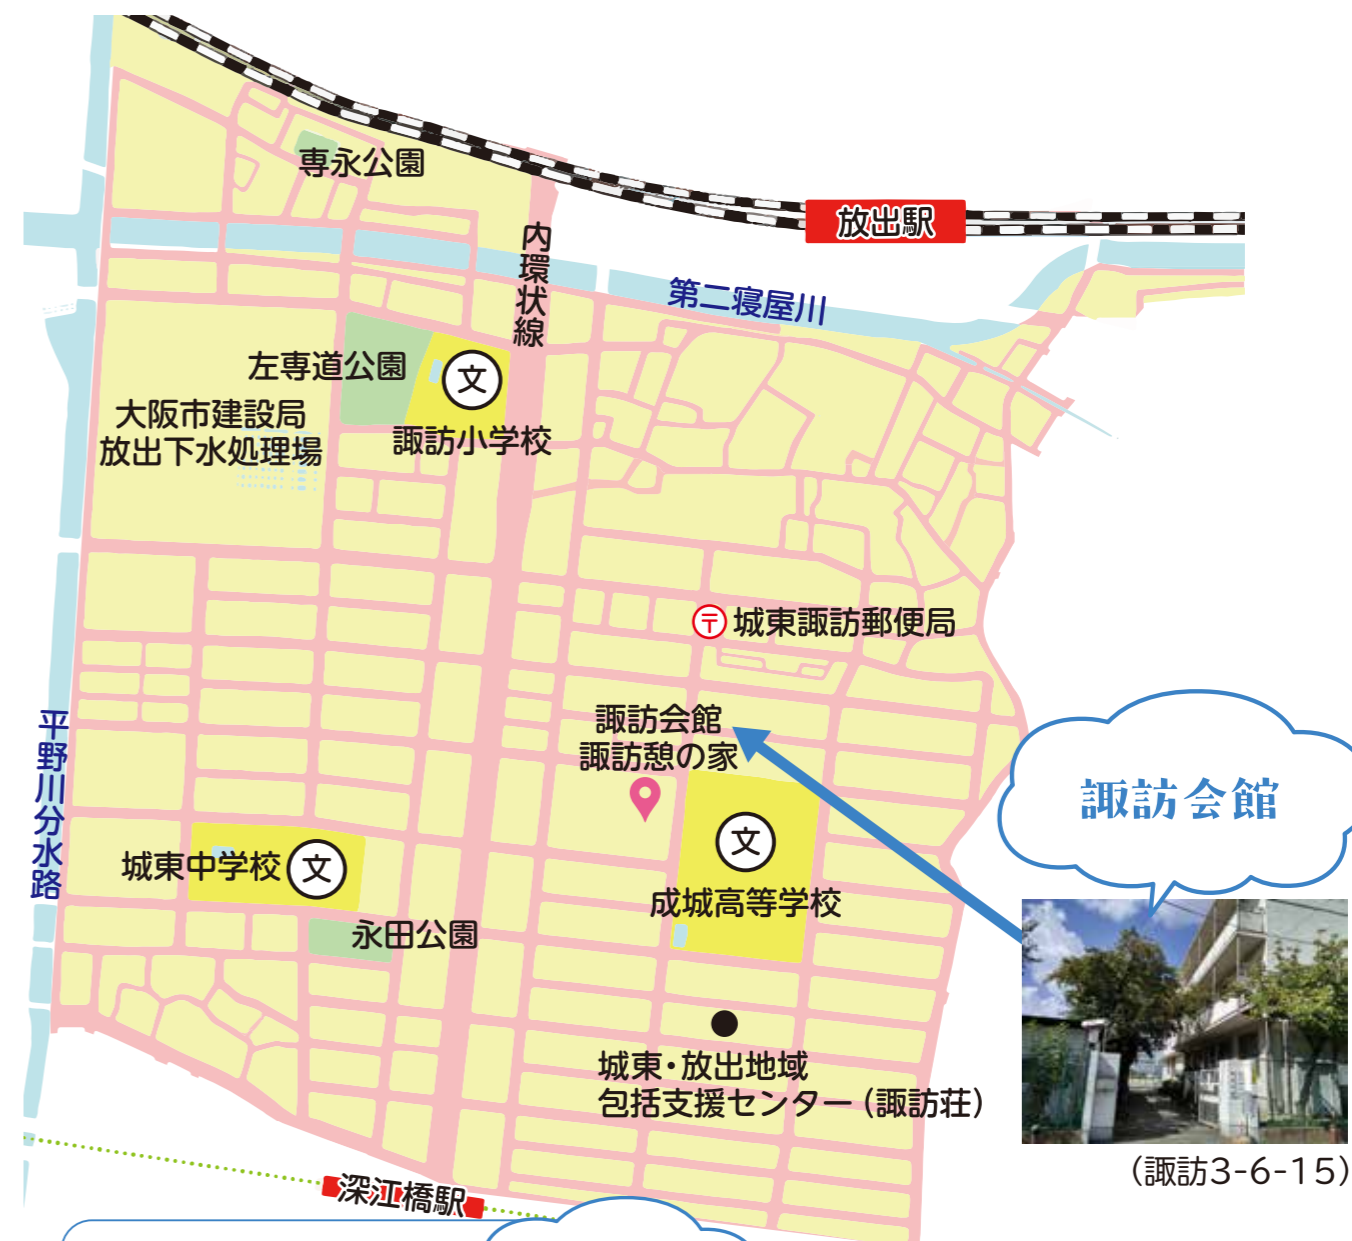 専永公園
放出駅
内環状線
第二寝屋川
左専道公園
文
大阪市建設局
放出下水処理場
諏訪小学校
〒 城東諏訪郵便局
諏訪会館
諏訪憩の家
諏訪会館
平野川分水路
城東中学校
文
文
成城高等学校
永田公園
城東・放出地域
包括支援センター(諏訪荘)
(諏訪3-6-15)
深江橋駅